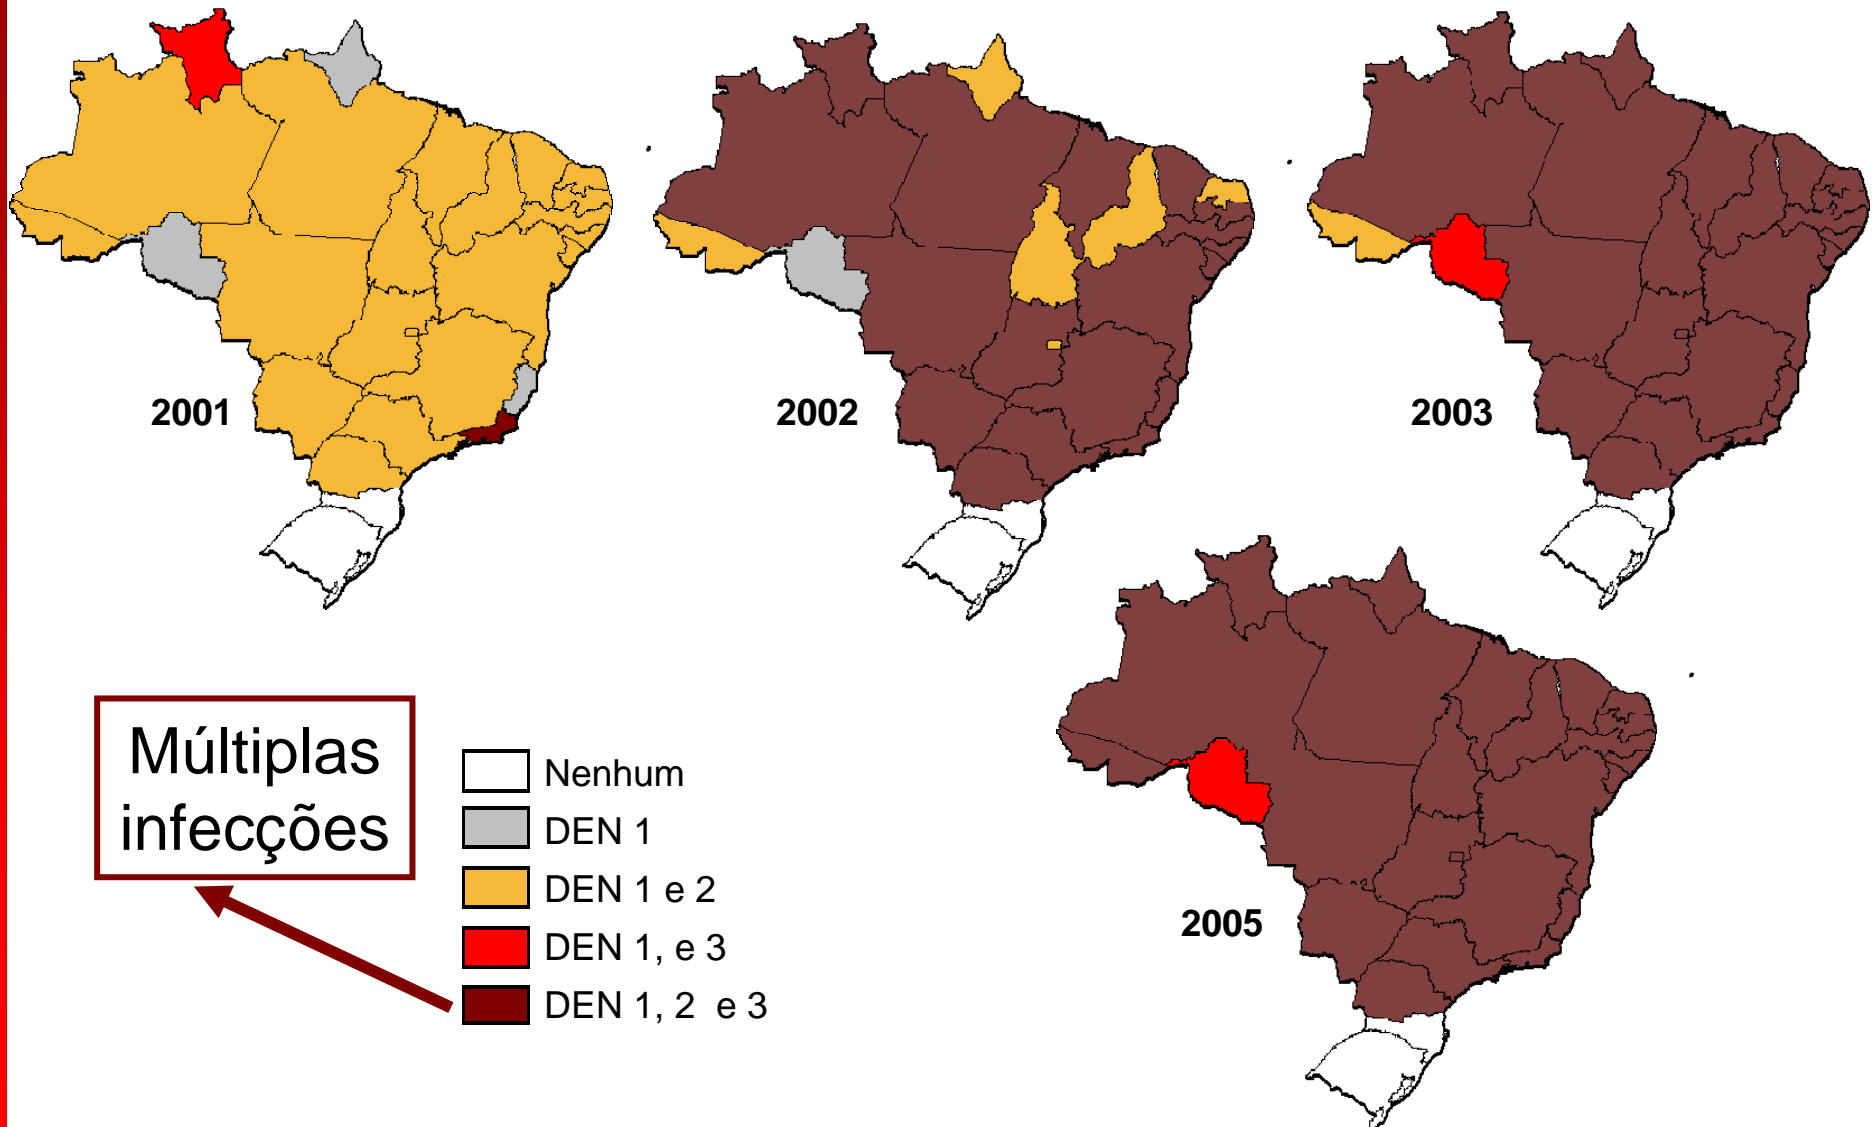 2001
2002
2003
2005
Múltiplas
infecções
Nenhum
DEN 1
DEN 1 e 2
DEN 1, e 3
DEN 1, 2  e 3